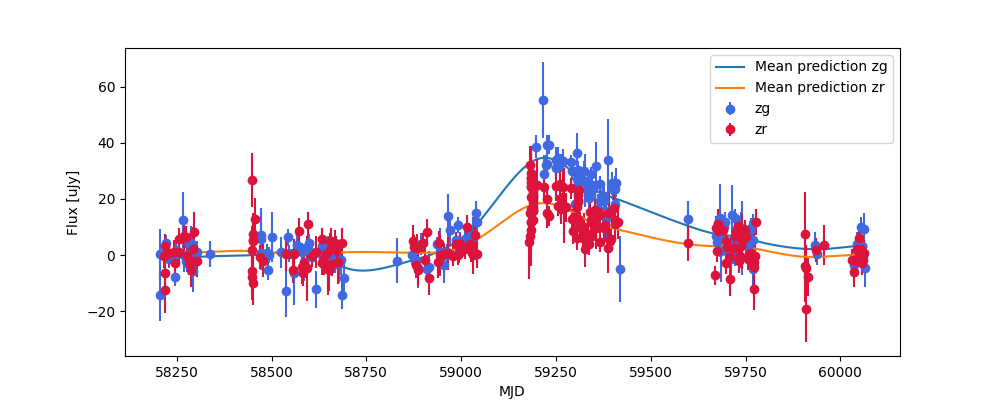 Mean prediction zg
Mean prediction zr
zg
zr
60
40
20
0
−20
Flux [uJy]
58250 58500 58750 59000 59250 59500 59750 60000
MJD